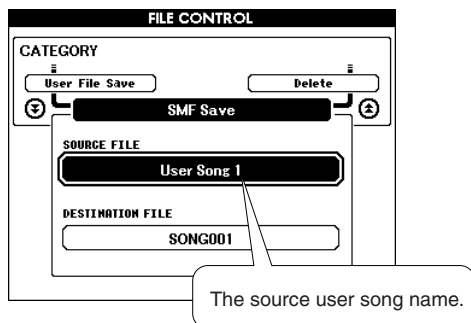 FILE CONTROL
CATEGORY
User File Save
Delete
SMF Save
SOURCE FILE
User Song 1
DESTINATION FILE
SONG001
The source user song name.